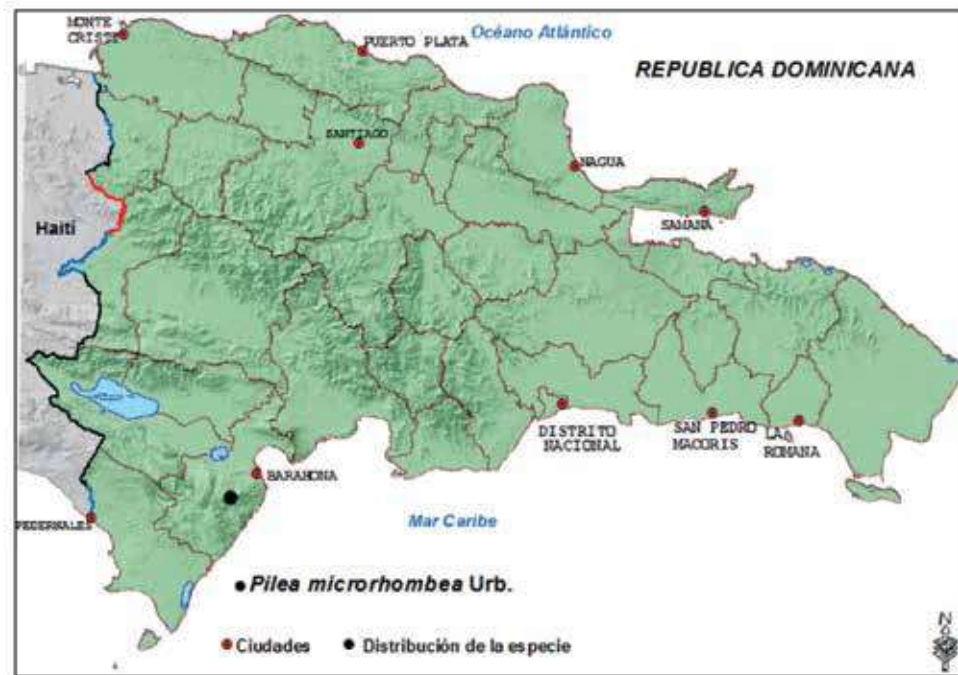 MONTE
CRISTI
Océano Atlántico
PUERTO PLATA
REPUBLICA DOMINICANA
SANTIAGO
NAGUA
SAMANA
Haití
DISTRITO
NACIONAL
SAN PEDRO
MACORIS
LA
ROMANA
BARAHONA
PEDERNALES
Mar Caribe
• Pilea microrhombea Urb.
Ciudades
Distribución de la especie
N